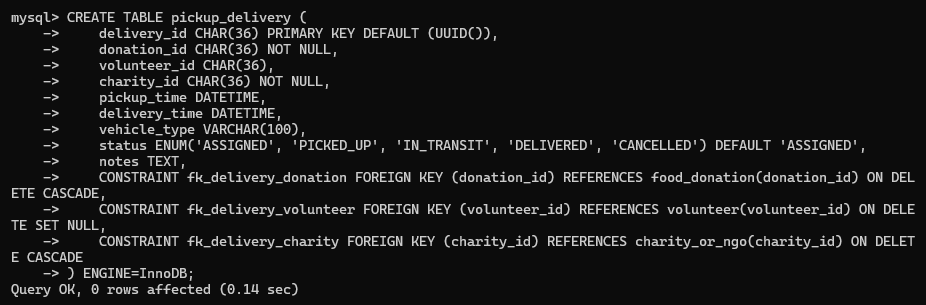 mysql> CREATE TABLE pickup_delivery (
    ->     delivery_id CHAR(36) PRIMARY KEY DEFAULT (UUID()),
    ->     donation_id CHAR(36) NOT NULL,
    ->     volunteer_id CHAR(36),
    ->     charity_id CHAR(36) NOT NULL,
    ->     pickup_time DATETIME,
    ->     delivery_time DATETIME,
    ->     vehicle_type VARCHAR(100),
    ->     status ENUM('ASSIGNED', 'PICKED_UP', 'IN_TRANSIT', 'DELIVERED', 'CANCELLED') DEFAULT 'ASSIGNED',
    ->     notes TEXT,
    ->     CONSTRAINT fk_delivery_donation FOREIGN KEY (donation_id) REFERENCES food_donation(donation_id) ON DEL
ETE CASCADE,
    ->     CONSTRAINT fk_delivery_volunteer FOREIGN KEY (volunteer_id) REFERENCES volunteer(volunteer_id) ON DELE
TE SET NULL,
    ->     CONSTRAINT fk_delivery_charity FOREIGN KEY (charity_id) REFERENCES charity_or_ngo(charity_id) ON DELET
E CASCADE
    -> ) ENGINE=InnoDB;
Query OK, 0 rows affected (0.14 sec)